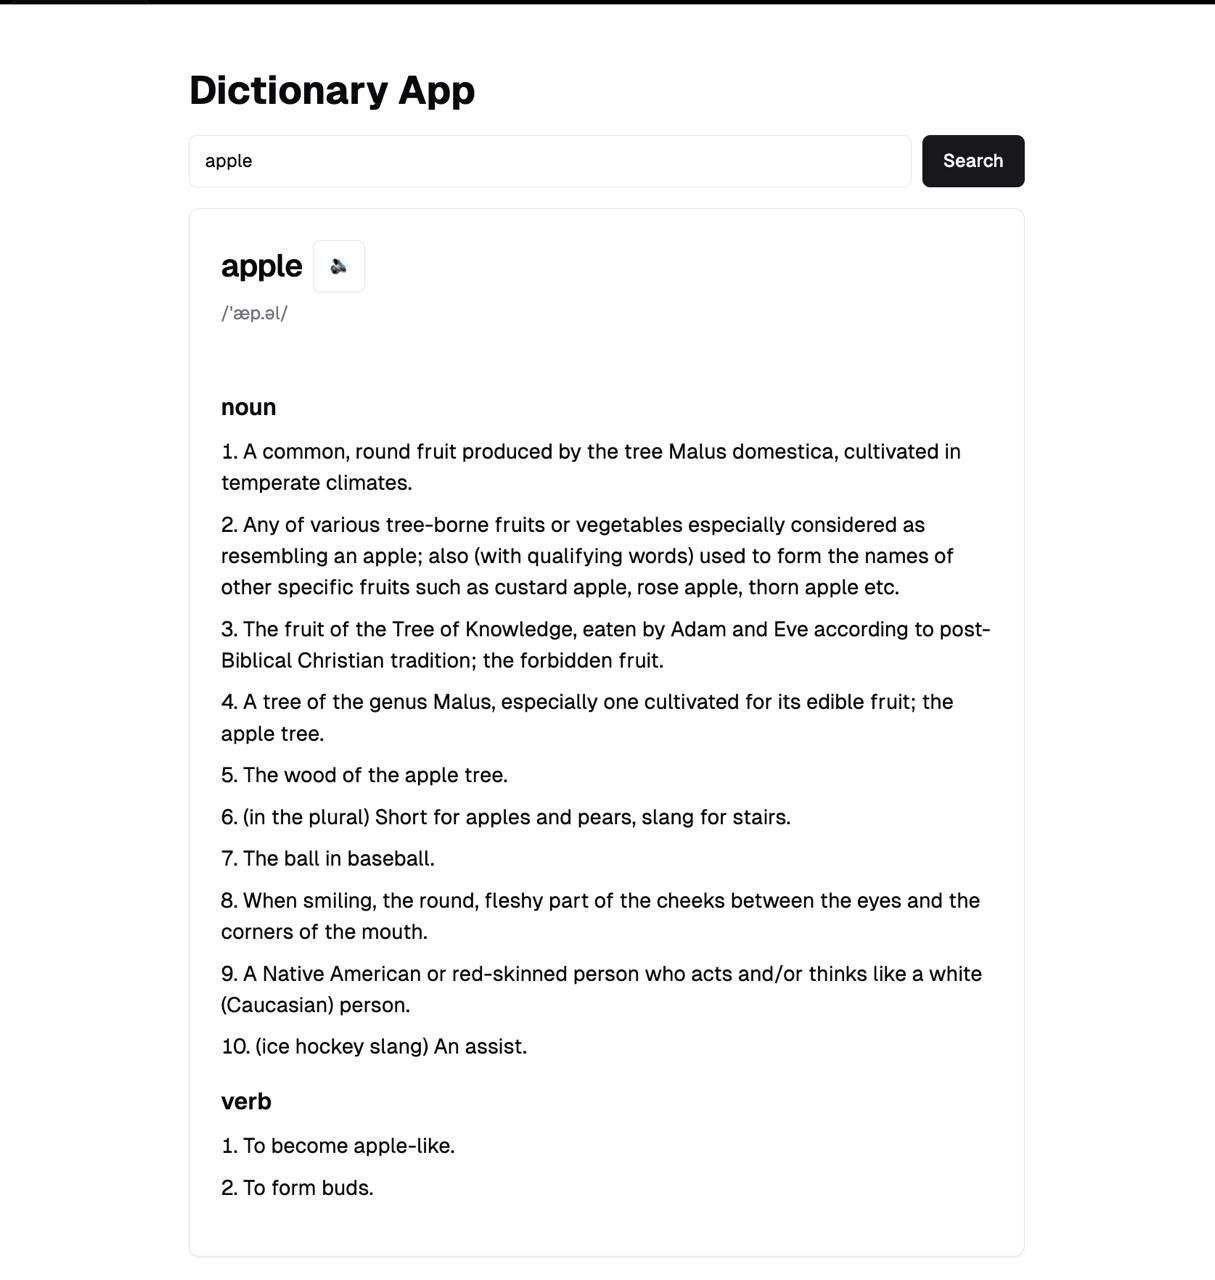 Dictionary App
apple
Search
apple
/ˈæp.əl/
noun
1. A common, round fruit produced by the tree Malus domestica, cultivated in
temperate climates.
2. Any of various tree-borne fruits or vegetables especially considered as
resembling an apple; also (with qualifying words) used to form the names of
other specific fruits such as custard apple, rose apple, thorn apple etc.
3. The fruit of the Tree of Knowledge, eaten by Adam and Eve according to post-
Biblical Christian tradition; the forbidden fruit.
4. A tree of the genus Malus, especially one cultivated for its edible fruit; the
apple tree.
5. The wood of the apple tree.
6. (in the plural) Short for apples and pears, slang for stairs.
7. The ball in baseball.
8. When smiling, the round, fleshy part of the cheeks between the eyes and the
corners of the mouth.
9. A Native American or red-skinned person who acts and/or thinks like a white
(Caucasian) person.
10. (ice hockey slang) An assist.
verb
1. To become apple-like.
2. To form buds.